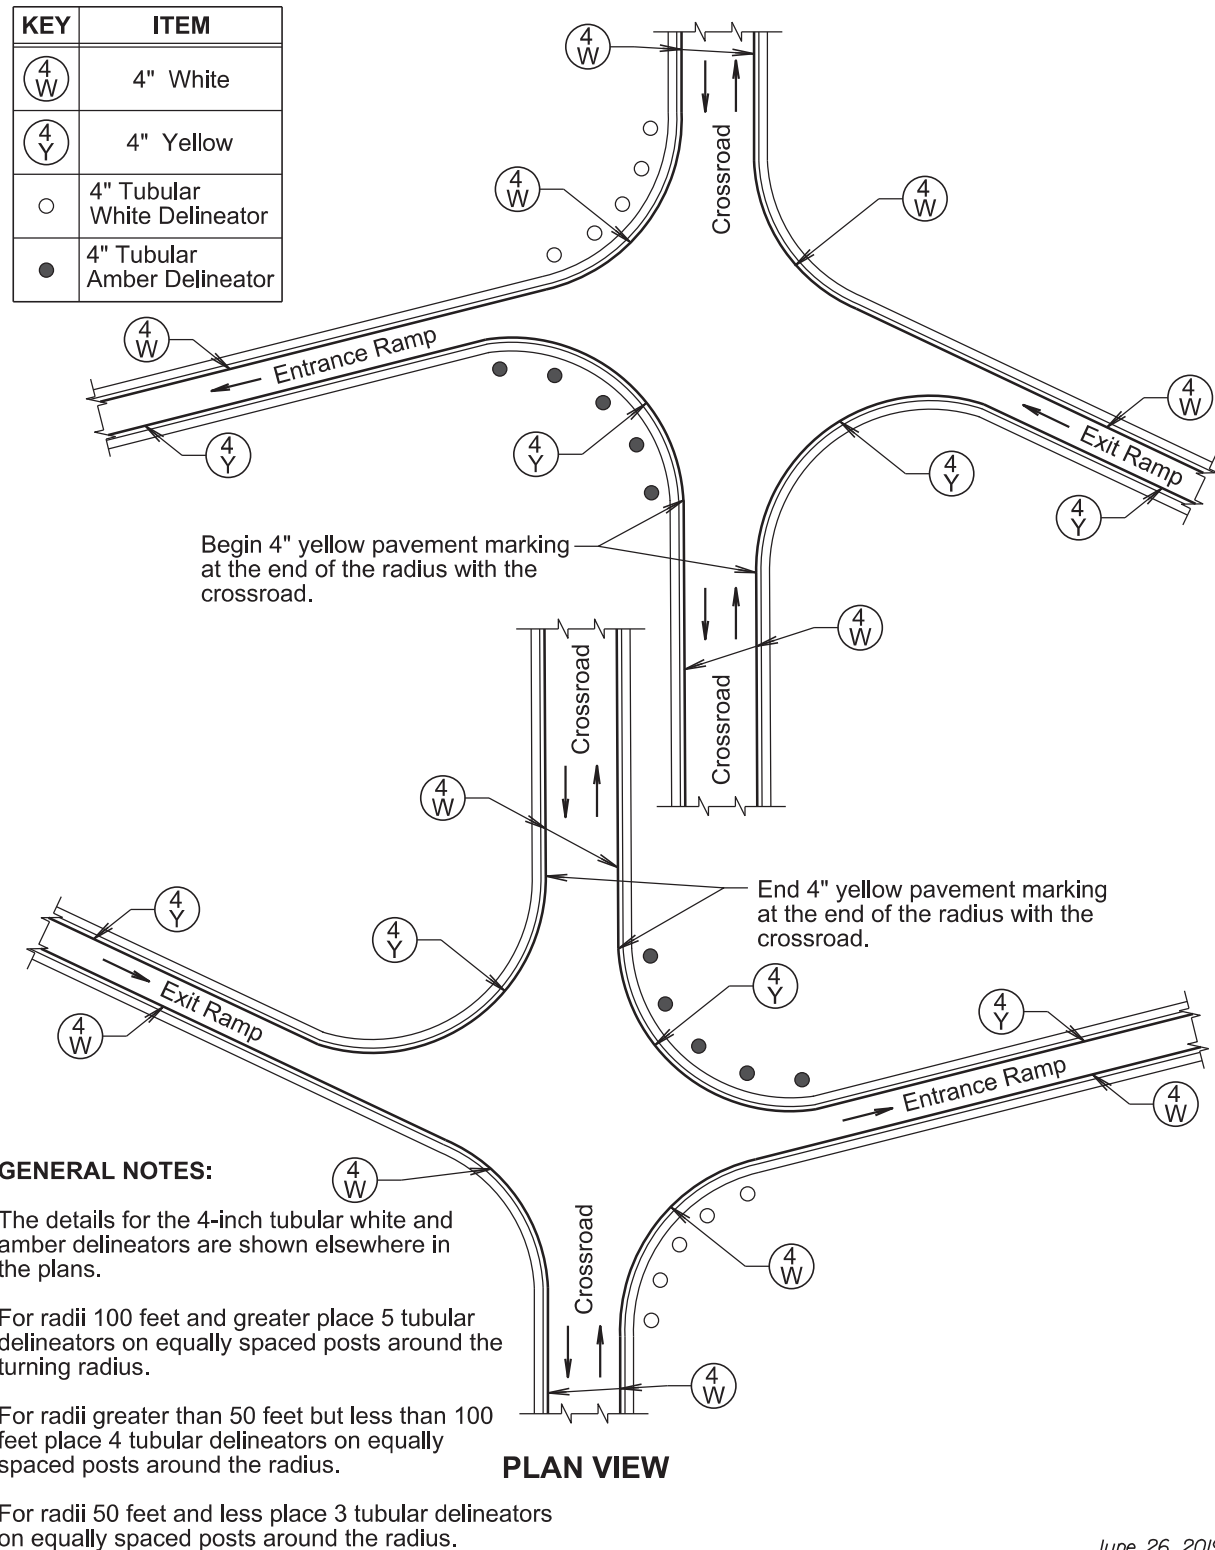 KEY ITEM
4 W 4" White
4 Y 4" Yellow
4" Tubular
White Delineator
4" Tubular
Amber Delineator
4 W
4 W
4 W
Crossroad
4 W
Entrance Ramp
4 Y
4 Y
4 W
Exit Ramp
4 Y
4 Y
Begin 4" yellow pavement marking
at the end of the radius with the
crossroad.
4 W
Crossroad
Crossroad
4 W
End 4" yellow pavement marking
at the end of the radius with the
crossroad.
4 Y
4 Y
4 Y
4 Y
Exit Ramp
4 W
Entrance Ramp
4 W
4 W
4 W
Crossroad
4 W
GENERAL NOTES:
The details for the 4-inch tubular white and
amber delineators are shown elsewhere in
the plans.
For radii 100 feet and greater place 5 tubular
delineators on equally spaced posts around the
turning radius.
For radii greater than 50 feet but less than 100
feet place 4 tubular delineators on equally
spaced posts around the radius.
For radii 50 feet and less place 3 tubular delineators
on equally spaced posts around the radius.
PLAN VIEW
June 26, 2019